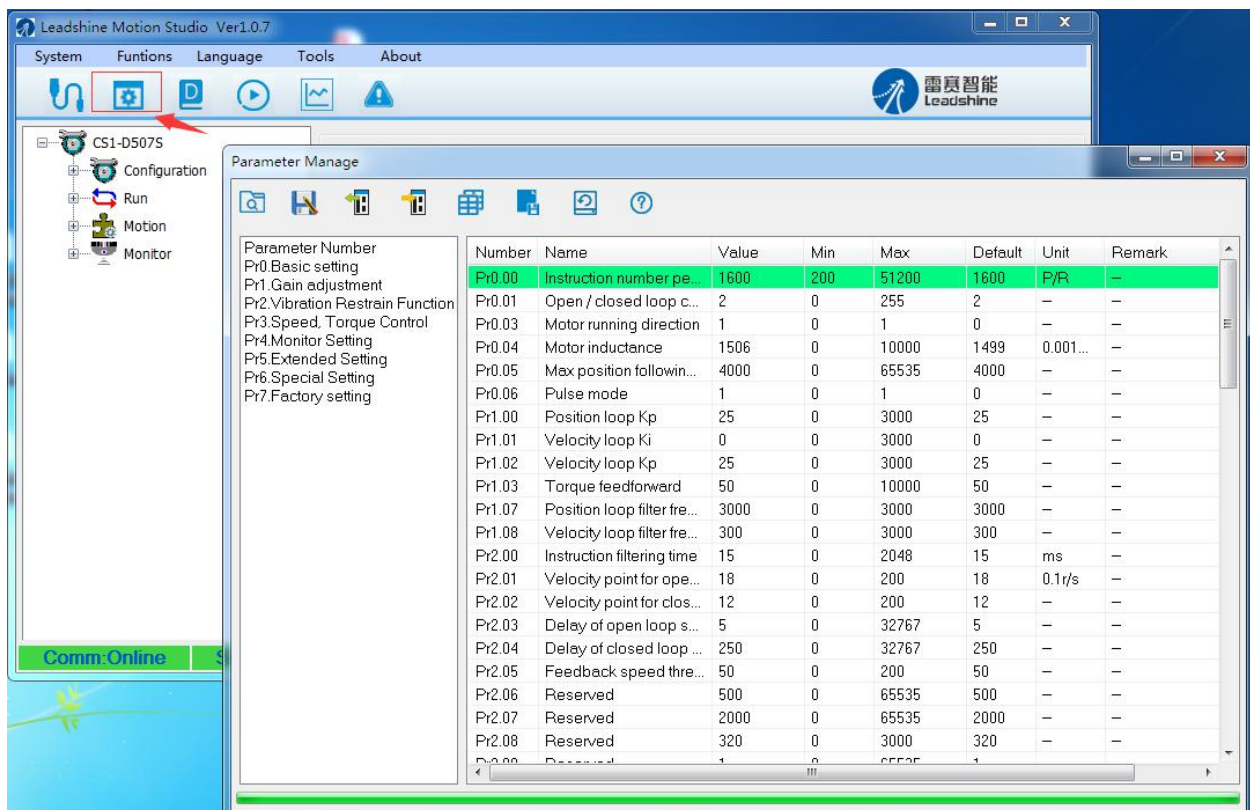 Leadshine Motion Studio Ver1.0.7
System Funtions Language Tools About
雷赛智能
Leadshine
CS1-D507S
Configuration
Run
Motion
Monitor
Comm:Online
Parameter Manage
Parameter Number
Pr0.Basic setting
Pr1.Gain adjustment
Pr2.Vibration Restrain Function
Pr3.Speed, Torque Control
Pr4.Monitor Setting
Pr5.Extended Setting
Pr6.Special Setting
Pr7.Factory setting
Number Name Value Min Max Default Unit Remark
Pr0.00 Instruction number pe... 1600 200 51200 1600 P/R –
Pr0.01 Open / closed loop c... 2 0 255 2 – –
Pr0.03 Motor running direction 1 0 1 0 – –
Pr0.04 Motor inductance 1506 0 10000 1499 0.001... –
Pr0.05 Max position followin... 4000 0 65535 4000 – –
Pr0.06 Pulse mode 1 0 1 0 – –
Pr1.00 Position loop Kp 25 0 3000 25 – –
Pr1.01 Velocity loop Ki 0 0 3000 0 – –
Pr1.02 Velocity loop Kp 25 0 3000 25 – –
Pr1.03 Torque feedforward 50 0 10000 50 – –
Pr1.07 Position loop filter fre... 3000 0 3000 3000 – –
Pr1.08 Velocity loop filter fre... 300 0 3000 300 – –
Pr2.00 Instruction filtering time 15 0 2048 15 ms –
Pr2.01 Velocity point for ope... 18 0 200 18 0.1r/s –
Pr2.02 Velocity point for clos... 12 0 200 12 – –
Pr2.03 Delay of open loop s... 5 0 32767 5 – –
Pr2.04 Delay of closed loop ... 250 0 32767 250 – –
Pr2.05 Feedback speed thre... 50 0 200 50 – –
Pr2.06 Reserved 500 0 65535 500 – –
Pr2.07 Reserved 2000 0 65535 2000 – –
Pr2.08 Reserved 320 0 3000 320 – –